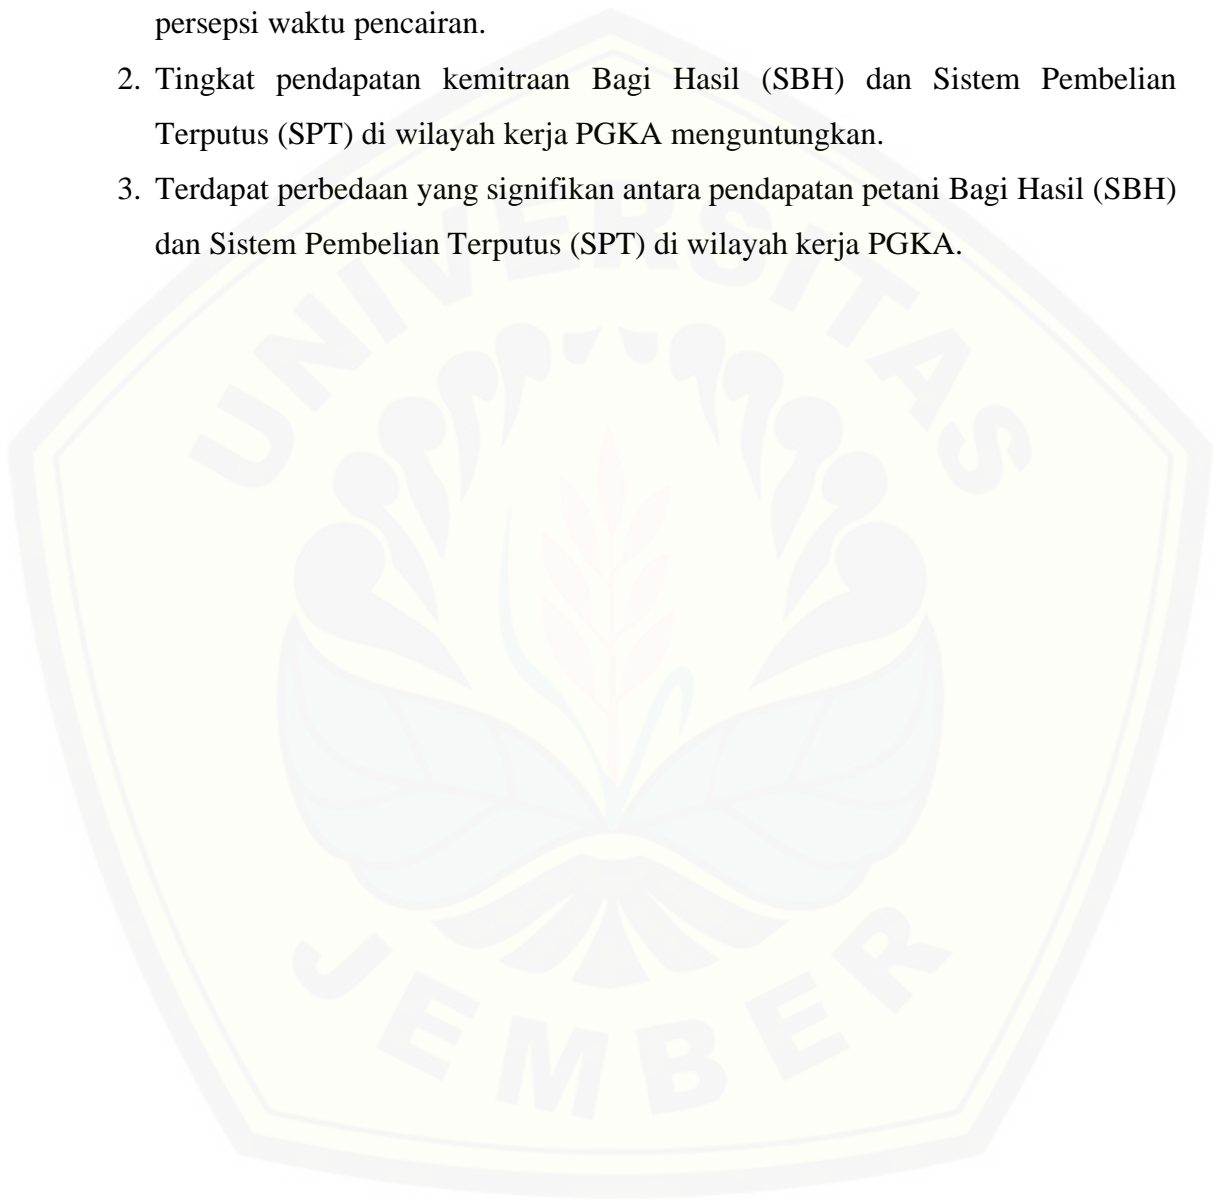 persepsi waktu pencairan.
2. Tingkat pendapatan kemitraan Bagi Hasil (SBH) dan Sistem Pembelian
Terputus (SPT) di wilayah kerja PGKA menguntungkan.
3. Terdapat perbedaan yang signifikan antara pendapatan petani Bagi Hasil (SBH)
dan Sistem Pembelian Terputus (SPT) di wilayah kerja PGKA.
UNIVERSITAS
JEMBER